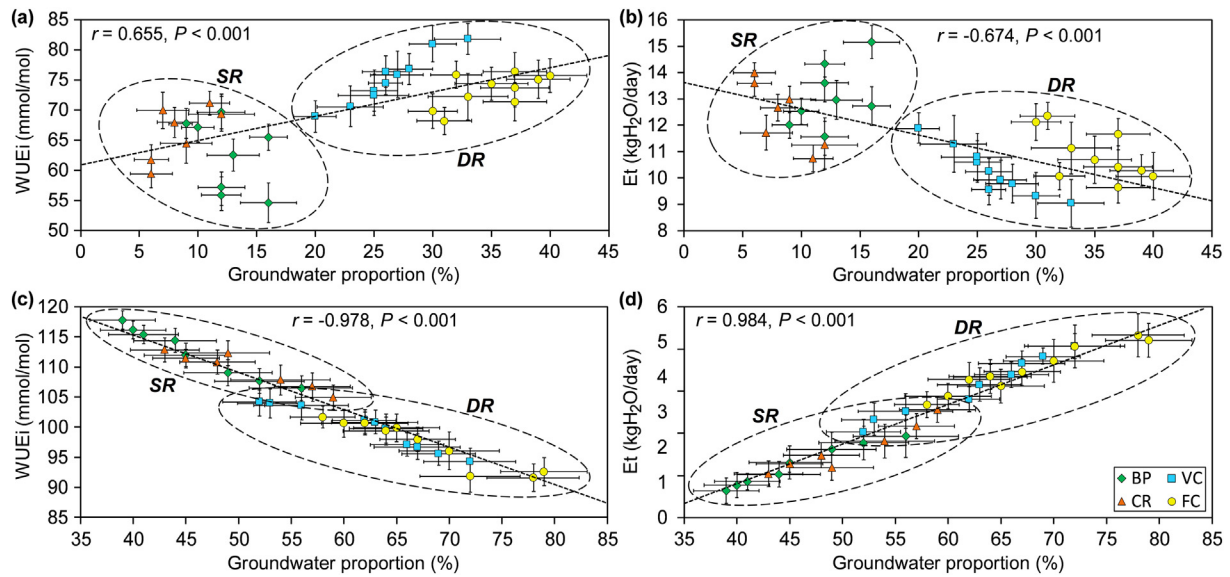 (a)
r = 0.655, P < 0.001
SR
DR
WUEi (mmol/mol)
85
80
75
70
65
60
55
50
0 5 10 15 20 25 30 35 40 45
Groundwater proportion (%)
(b)
r = -0.674, P < 0.001
SR
DR
Et (kgH₂O/day)
16
15
14
13
12
11
10
9
8
0 5 10 15 20 25 30 35 40 45
Groundwater proportion (%)
(c)
r = -0.978, P < 0.001
SR
DR
WUEi (mmol/mol)
120
115
110
105
100
95
90
85
35 40 45 50 55 60 65 70 75 80 85
Groundwater proportion (%)
(d)
r = 0.984, P < 0.001
DR
SR
Et (kgH₂O/day)
6
5
4
3
2
1
0
35 40 45 50 55 60 65 70 75 80 85
Groundwater proportion (%)
BP VC
CR FC